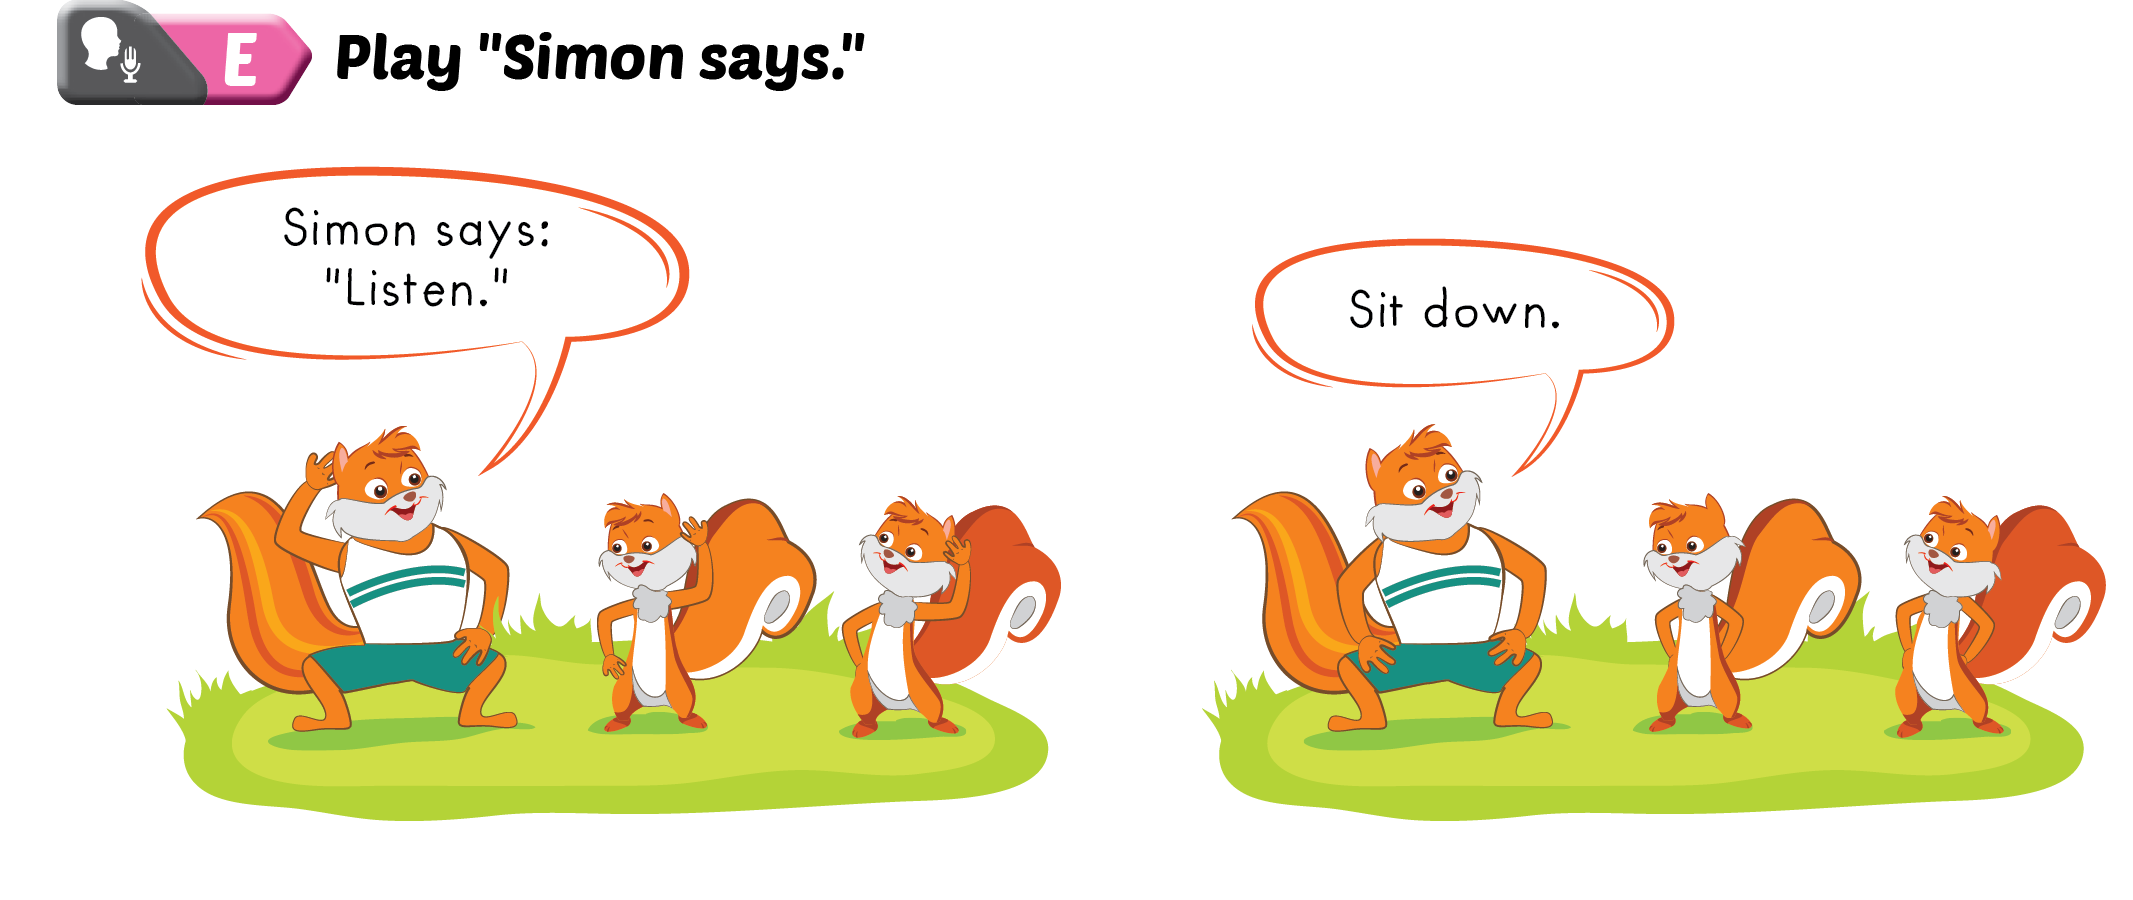 E Play "Simon says."
Simon says:
"Listen."
Sit down.